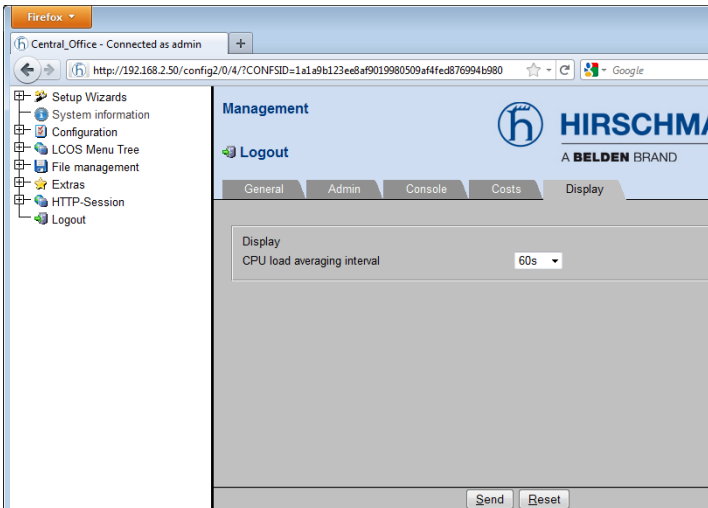 Firefox
Central_Office - Connected as admin
http://192.168.2.50/config2/0/4/?CONFSID=1a1a9b123ee8af9019980509af4fed876994b980
Google
Setup Wizards
System information
Configuration
LCOS Menu Tree
File management
Extras
HTTP-Session
Logout
Management
Logout
HIRSCHMA
A BELDEN BRAND
General Admin Console Costs Display
Display
CPU load averaging interval 60s
Send Reset